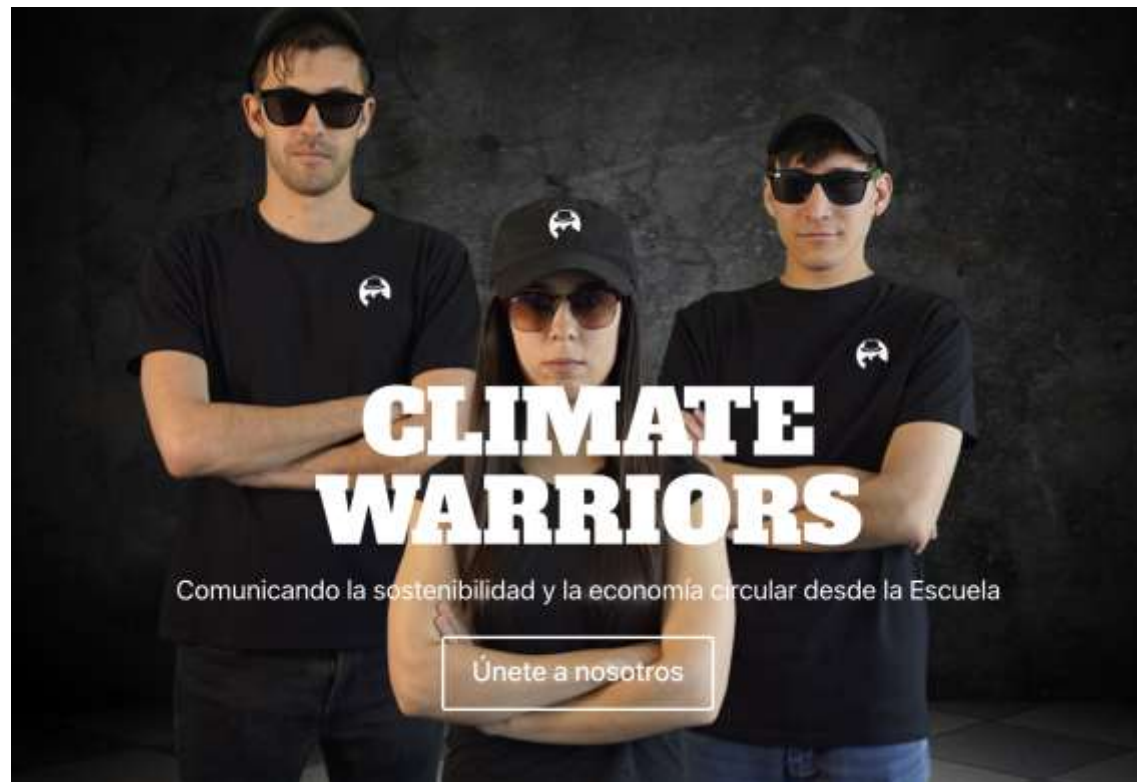 CLIMATE
WARRIORS
Comunicando la sostenibilidad y la economía circular desde la Escuela
Únete a nosotros